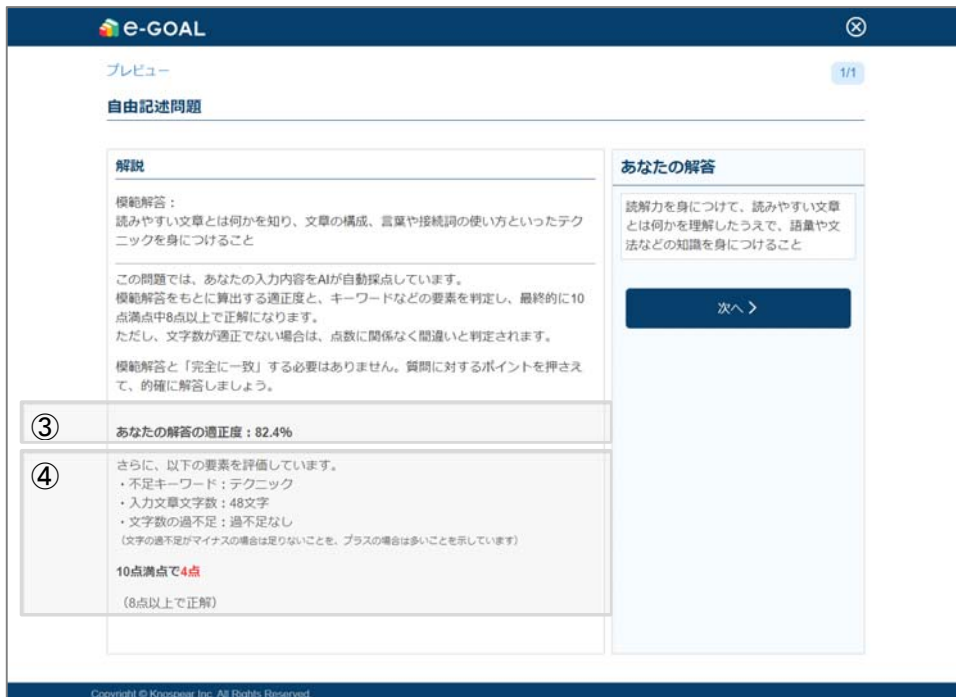 e-GOAL
プレビュー
1/1
自由記述問題
解説
模範解答：
読みやすい文章とは何かを知り、文章の構成、言葉や接続詞の使い方といったテク
ニックを身につけること
この問題では、あなたの入力内容をAIが自動採点しています。
模範解答をもとに算出する適正度と、キーワードなどの要素を判定し、最終的に10
点満点中8点以上で正解になります。
ただし、文字数が適正でない場合は、点数に関係なく間違いと判定されます。
模範解答と「完全に一致」する必要はありません。質問に対するポイントを押さえ
て、的確に解答しましょう。
③
あなたの解答の適正度：82.4%
④
さらに、以下の要素を評価しています。
・不足キーワード：テクニック
・入力文章文字数：48文字
・文字数の過不足：過不足なし
（文字の過不足がマイナスの場合は足りないことを、プラスの場合は多いことを示しています）
10点満点で4点
（8点以上で正解）
あなたの解答
読解力を身につけて、読みやすい文章
とは何かを理解したうえで、語彙や文
法などの知識を身につけること
次へ
Copyright © Knospear Inc. All Rights Reserved